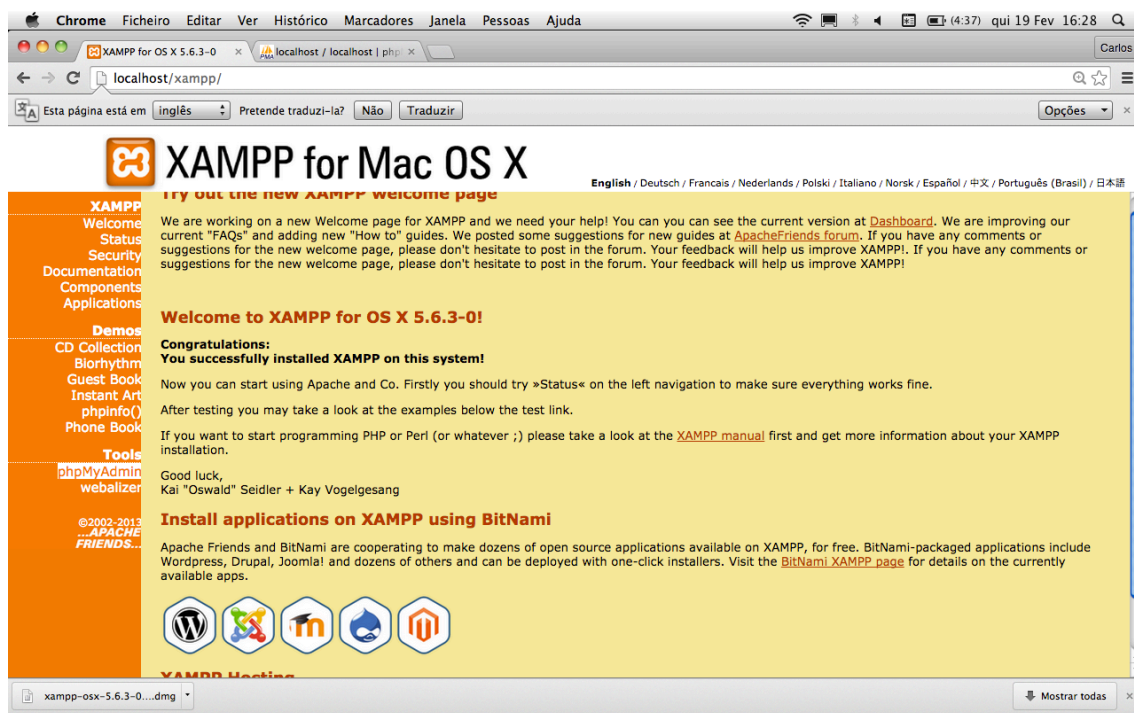 Chrome Ficheiro Editar Ver Histórico Marcadores Janela Pessoas Ajuda (4:37) qui 19 Fev 16:28
XAMPP for OS X 5.6.3-0 localhost / localhost | php Carlos
localhost/xampp/
Esta página está em inglês Pretende traduzi-la? Não Traduzir Opções
XAMPP for Mac OS X
English / Deutsch / Francais / Nederlands / Polski / Italiano / Norsk / Español / 中文 / Português (Brasil) / 日本語
XAMPP
Welcome
Status
Security
Documentation
Components
Applications
Demos
CD Collection
Biorhythm
Guest Book
Instant Art
phpinfo()
Phone Book
Tools
phpMyAdmin
webalizer
©2002-2013
...APACHE
FRIENDS...
Try out the new XAMPP welcome page
We are working on a new Welcome page for XAMPP and we need your help! You can you can see the current version at Dashboard. We are improving our
current "FAQs" and adding new "How to" guides. We posted some suggestions for new guides at ApacheFriends forum. If you have any comments or
suggestions for the new welcome page, please don't hesitate to post in the forum. Your feedback will help us improve XAMPP!. If you have any comments or
suggestions for the new welcome page, please don't hesitate to post in the forum. Your feedback will help us improve XAMPP!
Welcome to XAMPP for OS X 5.6.3-0!
Congratulations:
You successfully installed XAMPP on this system!
Now you can start using Apache and Co. Firstly you should try »Status« on the left navigation to make sure everything works fine.
After testing you may take a look at the examples below the test link.
If you want to start programming PHP or Perl (or whatever ;) please take a look at the XAMPP manual first and get more information about your XAMPP
installation.
Good luck,
Kai "Oswald" Seidler + Kay Vogelgesang
Install applications on XAMPP using BitNami
Apache Friends and BitNami are cooperating to make dozens of open source applications available on XAMPP, for free. BitNami-packaged applications include
Wordpress, Drupal, Joomla! and dozens of others and can be deployed with one-click installers. Visit the BitNami XAMPP page for details on the currently
available apps.
XAMPP Hosting
xampp-osx-5.6.3-0....dmg Mostrar todas